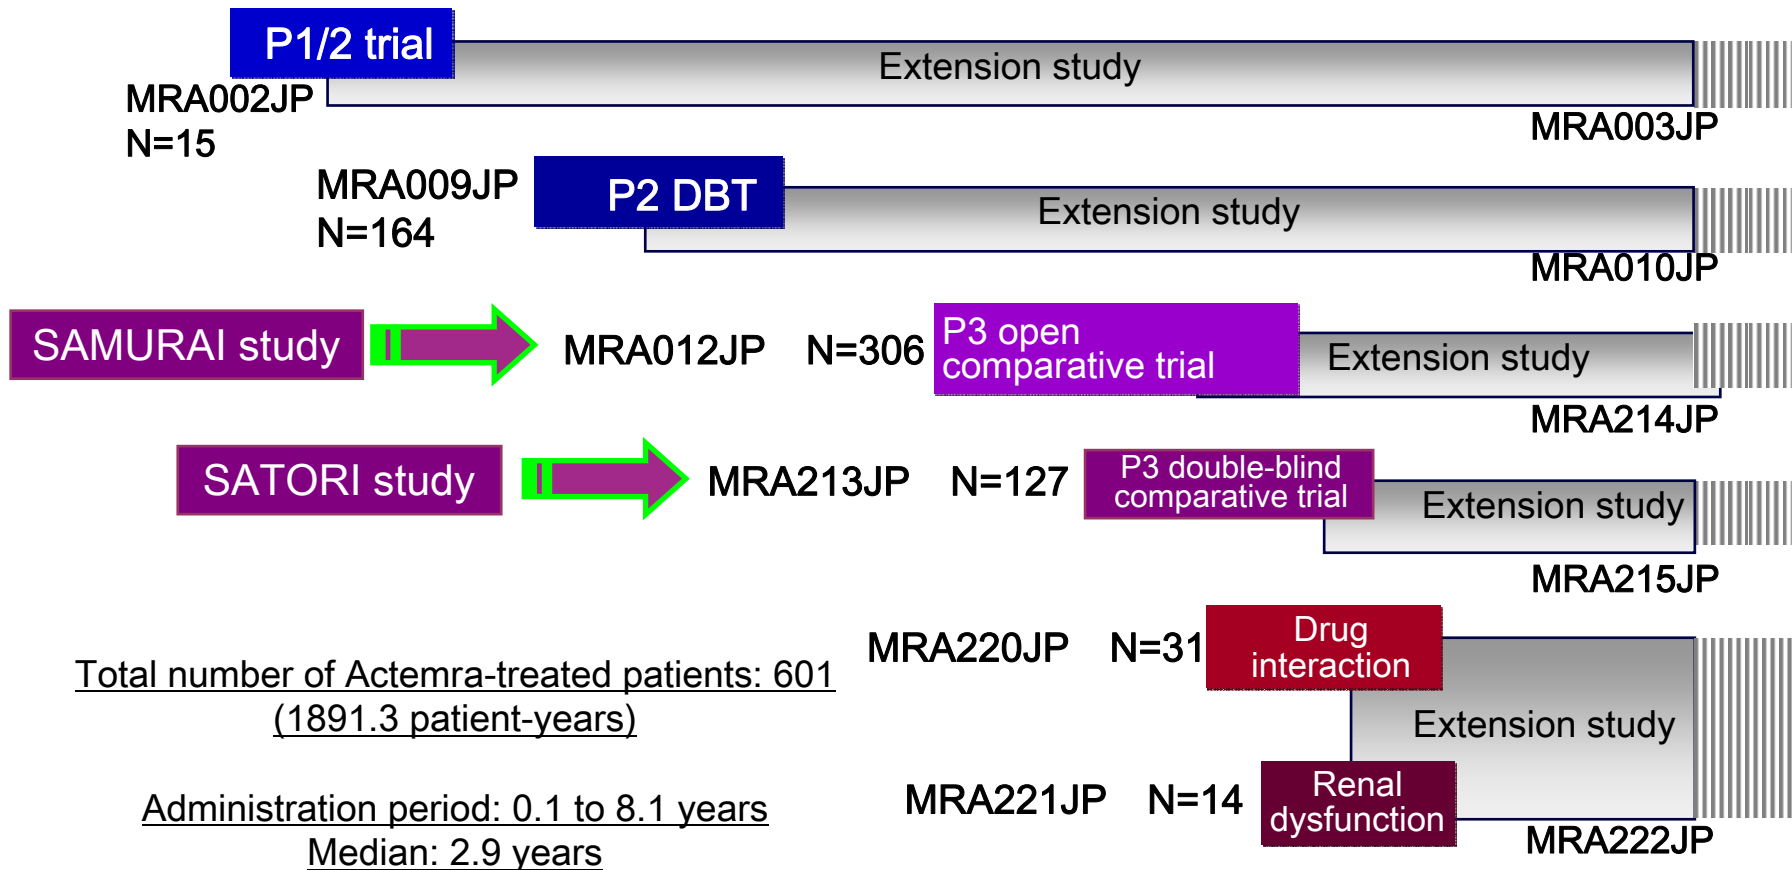 P1/2 trial
Extension study
MRA002JP
N=15
MRA003JP
MRA009JP
N=164
P2 DBT
Extension study
MRA010JP
SAMURAI study
MRA012JP N=306
P3 open
comparative trial
Extension study
MRA214JP
SATORI study
MRA213JP N=127
P3 double-blind
comparative trial
Extension study
MRA215JP
MRA220JP N=31
Drug
interaction
Total number of Actemra-treated patients: 601
(1891.3 patient-years)
Extension study
MRA221JP N=14
Renal
dysfunction
MRA222JP
Administration period: 0.1 to 8.1 years
Median: 2.9 years